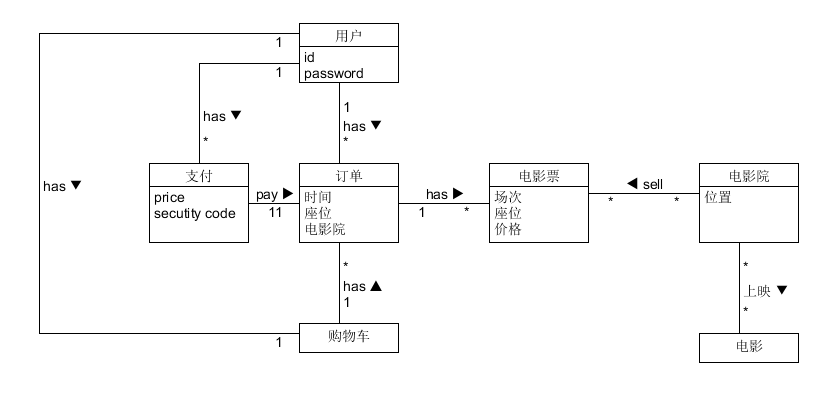 用户
1
id
password
1
has ▼
*
1
has ▼
*
has ▼
支付
price
secutity code
pay ▶
11
订单
时间
座位
电影院
has ▶
1
*
电影票
场次
座位
价格
◀ sell
*
*
电影院
位置
*
has ▲
1
*
上映 ▼
*
购物车
1
电影